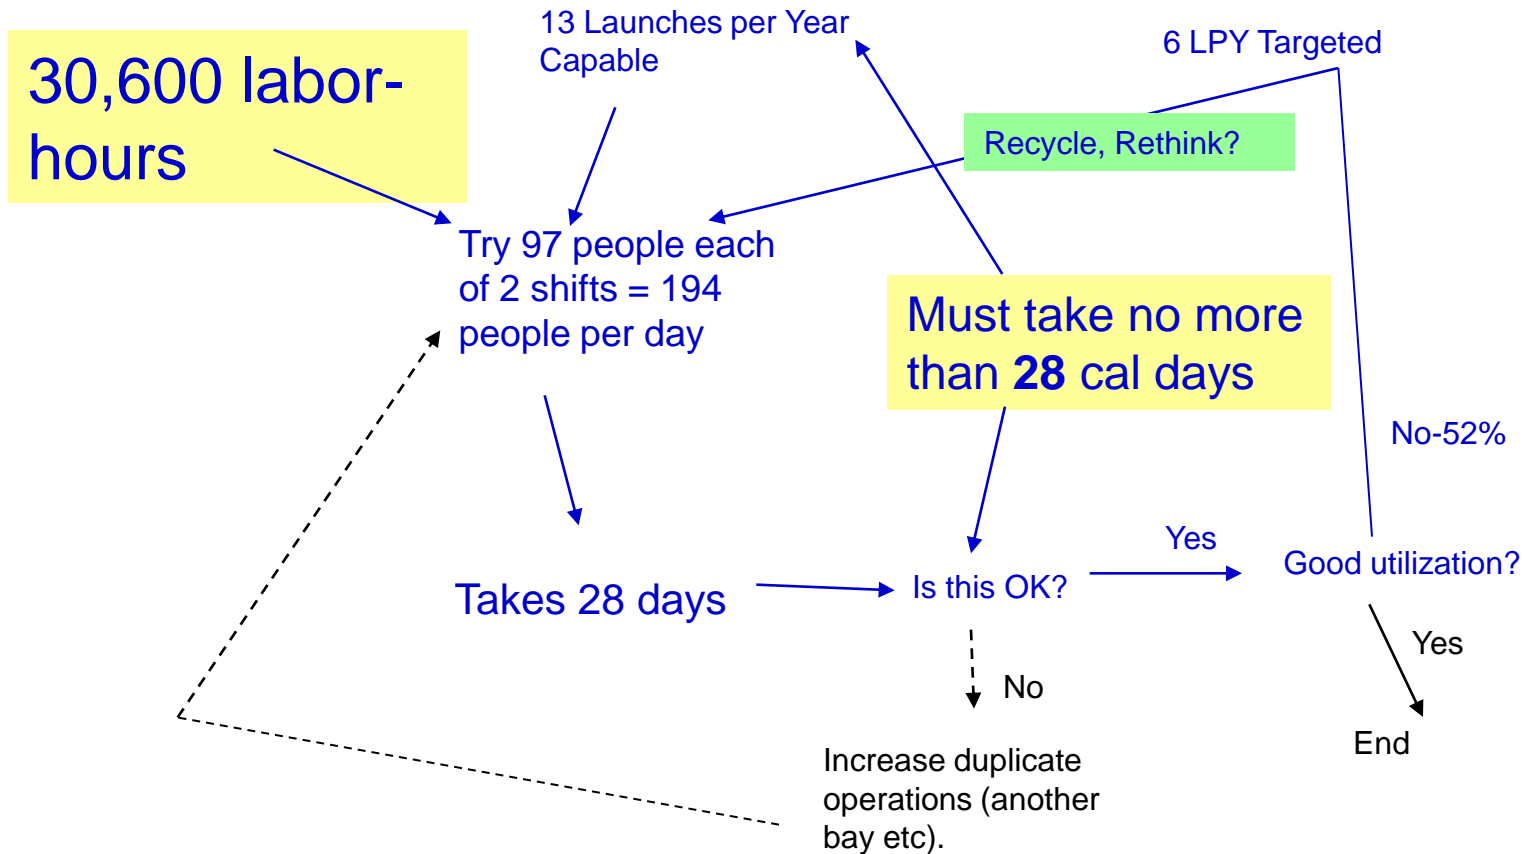 13 Launches per Year
Capable
6 LPY Targeted
30,600 labor-
hours
Recycle, Rethink?
Try 97 people each
of 2 shifts = 194
people per day
Must take no more
than 28 cal days
No-52%
Yes
Good utilization?
Is this OK?
Takes 28 days
Yes
No
End
Increase duplicate
operations (another
bay etc).